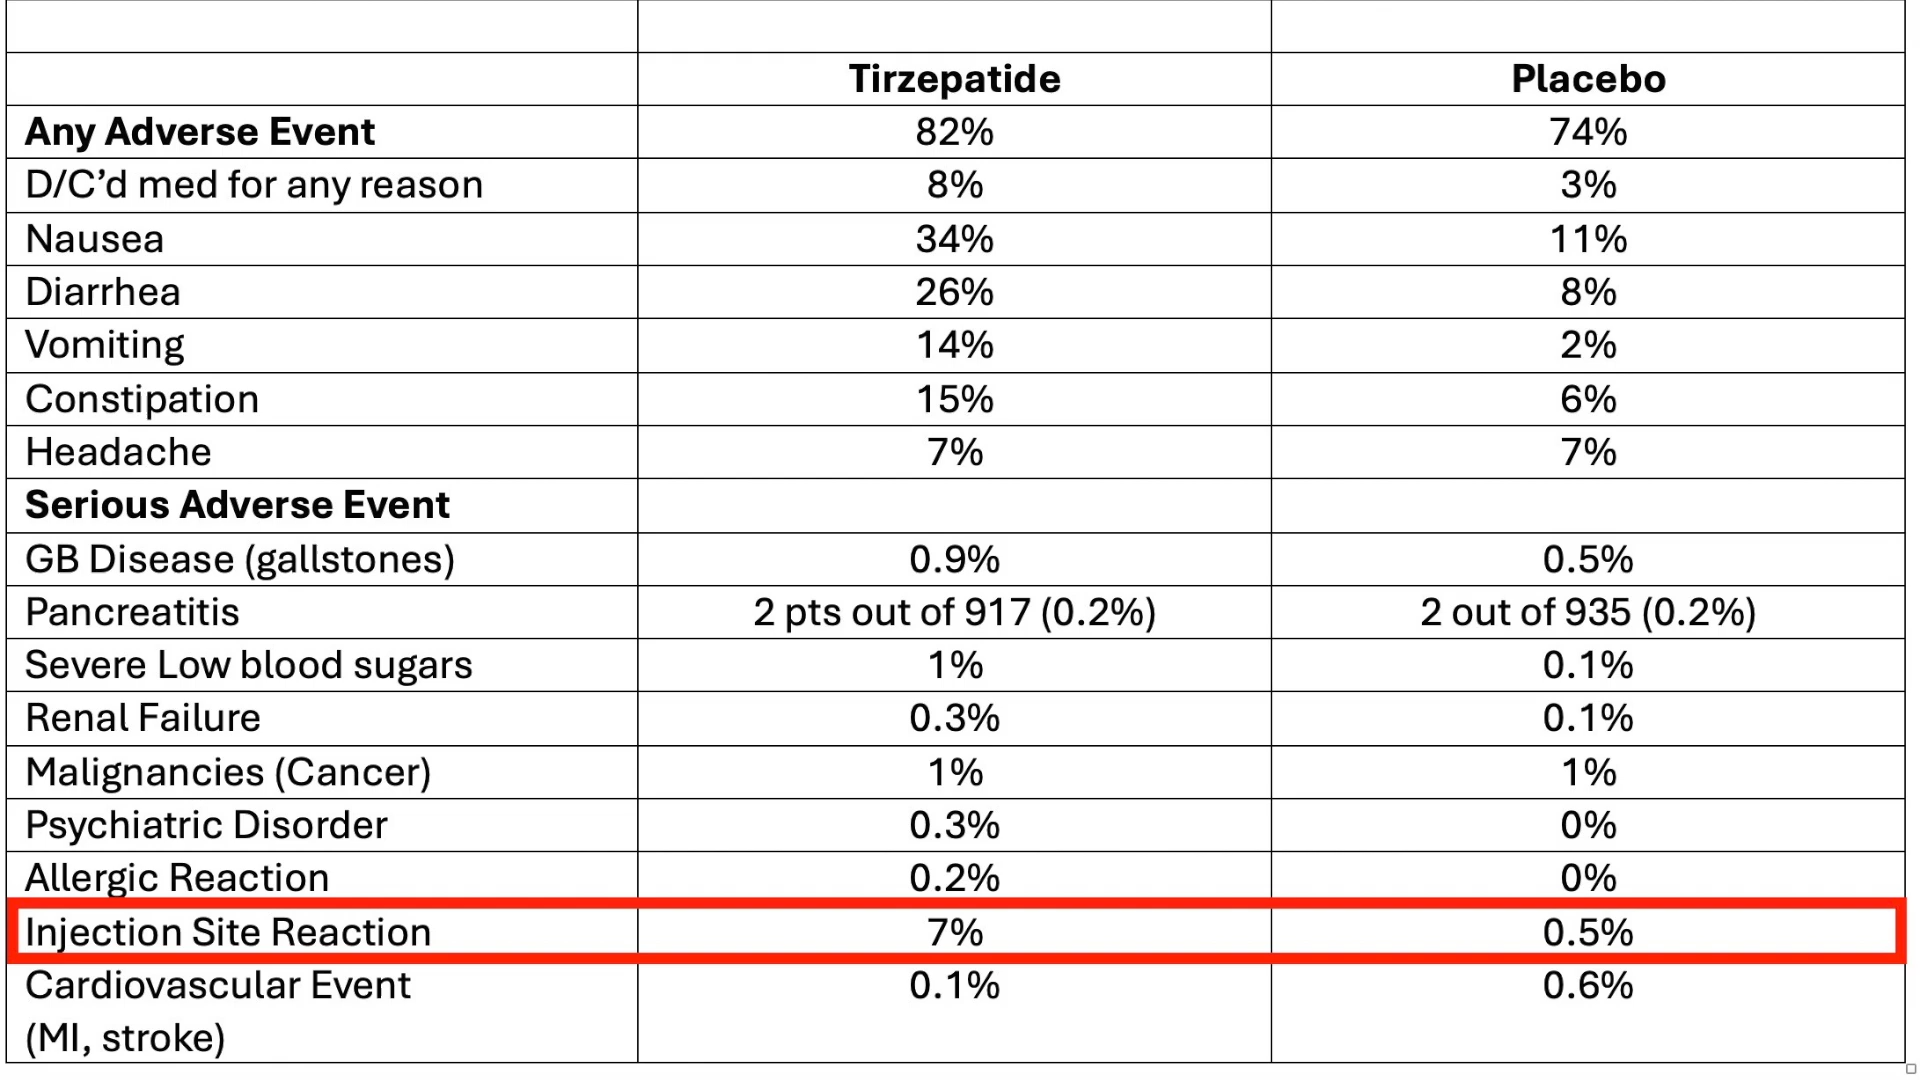 Tirzepatide Placebo
Any Adverse Event 82% 74%
D/C’d med for any reason 8% 3%
Nausea 34% 11%
Diarrhea 26% 8%
Vomiting 14% 2%
Constipation 15% 6%
Headache 7% 7%
Serious Adverse Event
GB Disease (gallstones) 0.9% 0.5%
Pancreatitis 2 pts out of 917 (0.2%) 2 out of 935 (0.2%)
Severe Low blood sugars 1% 0.1%
Renal Failure 0.3% 0.1%
Malignancies (Cancer) 1% 1%
Psychiatric Disorder 0.3% 0%
Allergic Reaction 0.2% 0%
Injection Site Reaction 7% 0.5%
Cardiovascular Event 0.1% 0.6%
(MI, stroke)